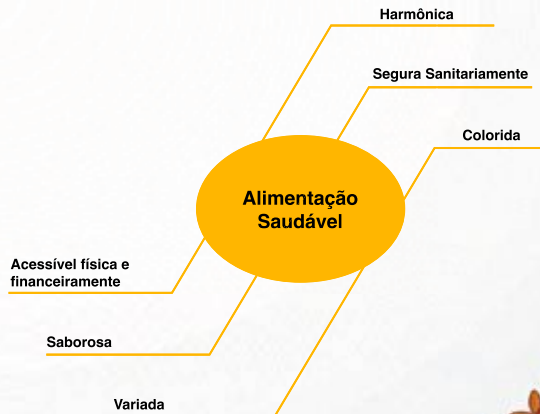 Harmônica
Segura Sanitariamente
Colorida
Alimentação
Saudável
Acessível física e
financeiramente
Saborosa
Variada